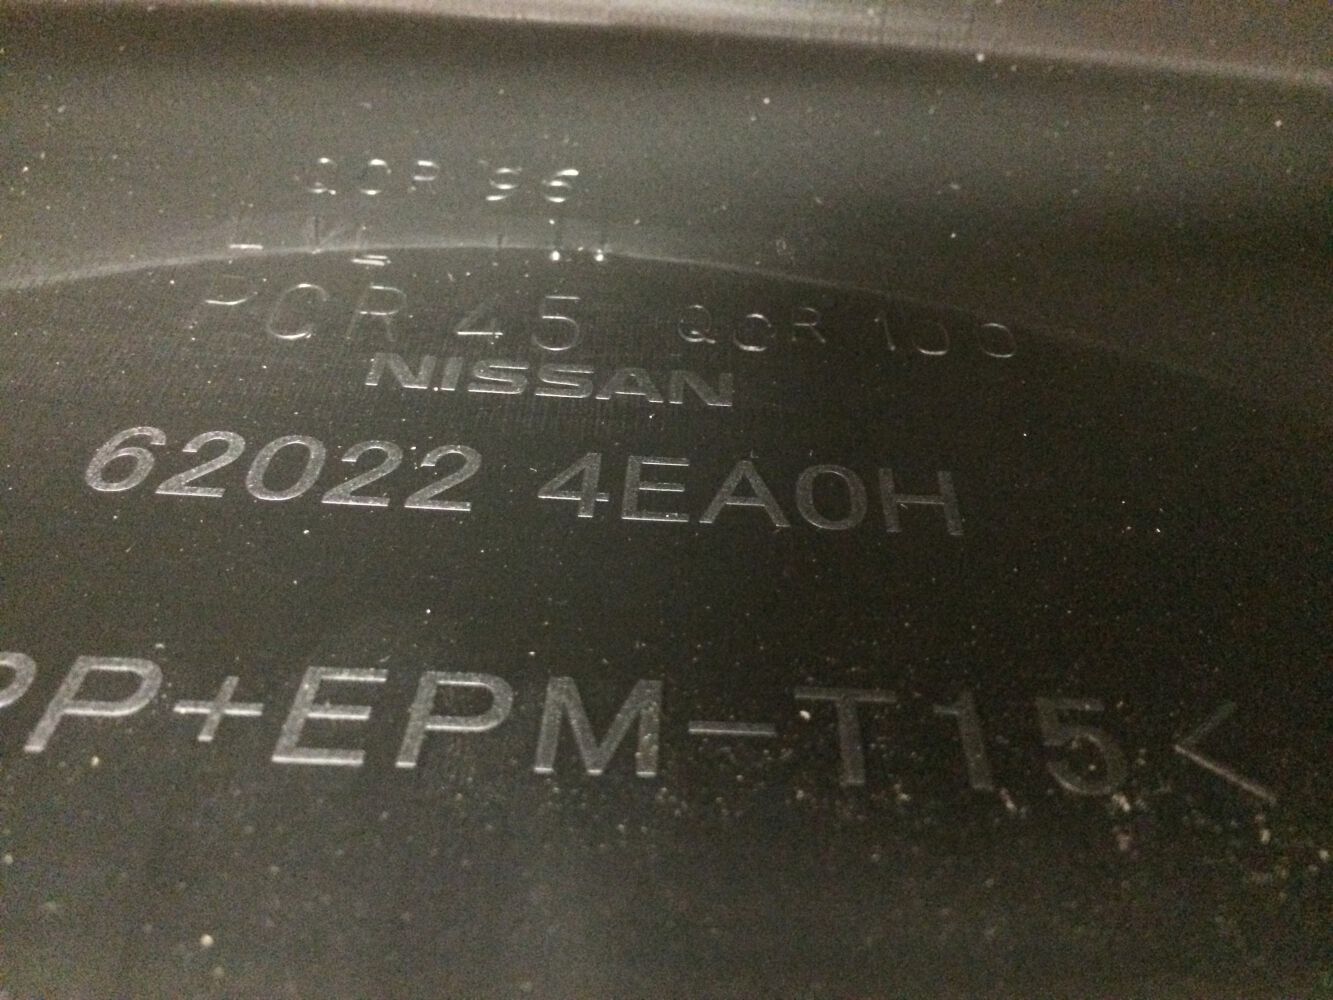 PCR 45 QCR 100
NISSAN
62022 4EA0H
PP+EPM-T15<